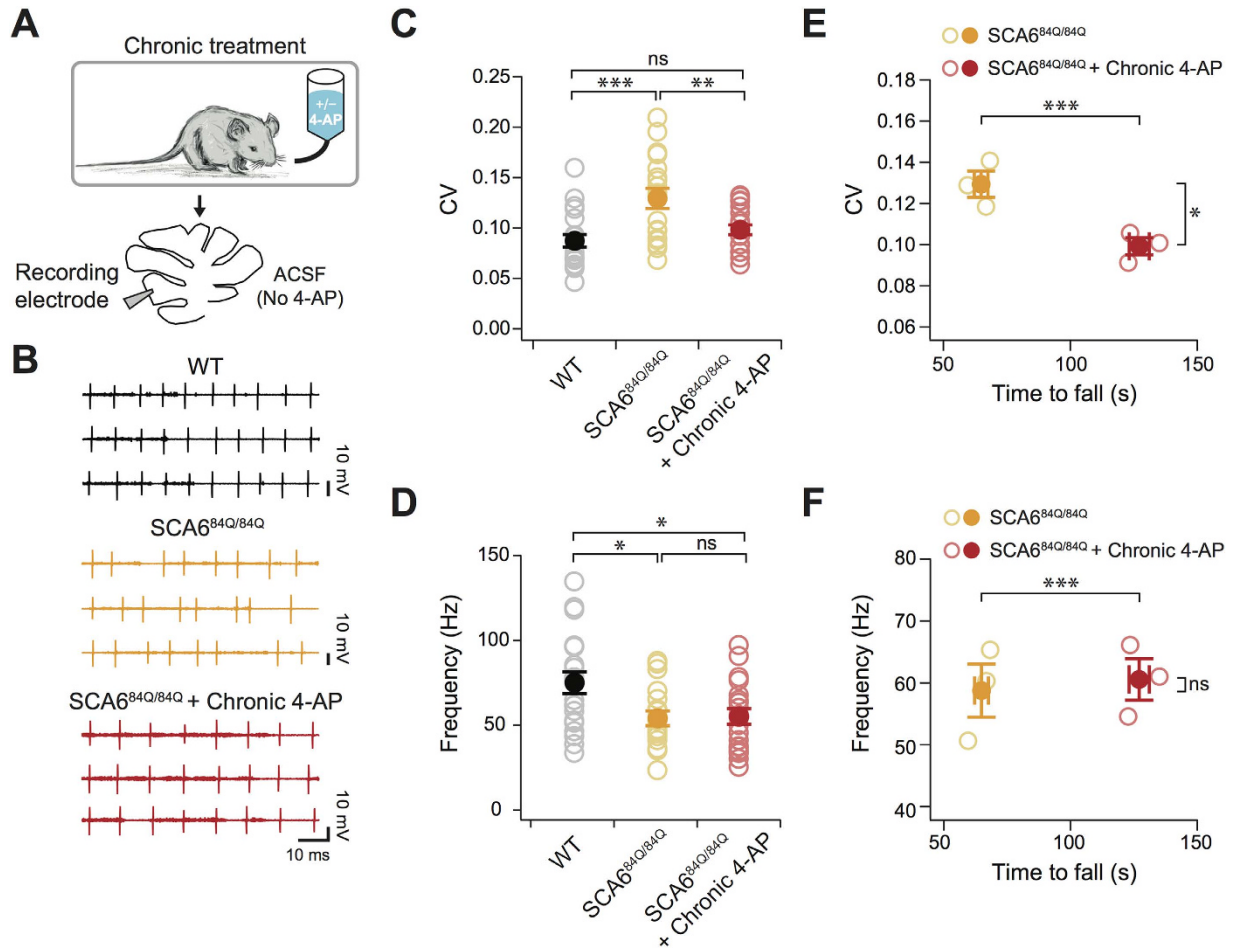 A
Chronic treatment
+/−
4-AP
Recording
electrode
ACSF
(No 4-AP)
B
WT
10 mV
SCA6^84Q/84Q
10 mV
SCA6^84Q/84Q + Chronic 4-AP
10 mV
10 ms
C
ns
*** **
0.25
0.20
0.15
0.10
0.05
0.00
CV
WT
SCA6^84Q/84Q
SCA6^84Q/84Q
+ Chronic 4-AP
D
*
* ns
150
100
50
0
Frequency (Hz)
WT
SCA6^84Q/84Q
SCA6^84Q/84Q
+ Chronic 4-AP
E
SCA6^84Q/84Q
SCA6^84Q/84Q + Chronic 4-AP
***
*
0.18
0.16
0.14
0.12
0.10
0.08
0.06
CV
50 100 150
Time to fall (s)
F
SCA6^84Q/84Q
SCA6^84Q/84Q + Chronic 4-AP
***
ns
80
70
60
50
40
Frequency (Hz)
50 100 150
Time to fall (s)